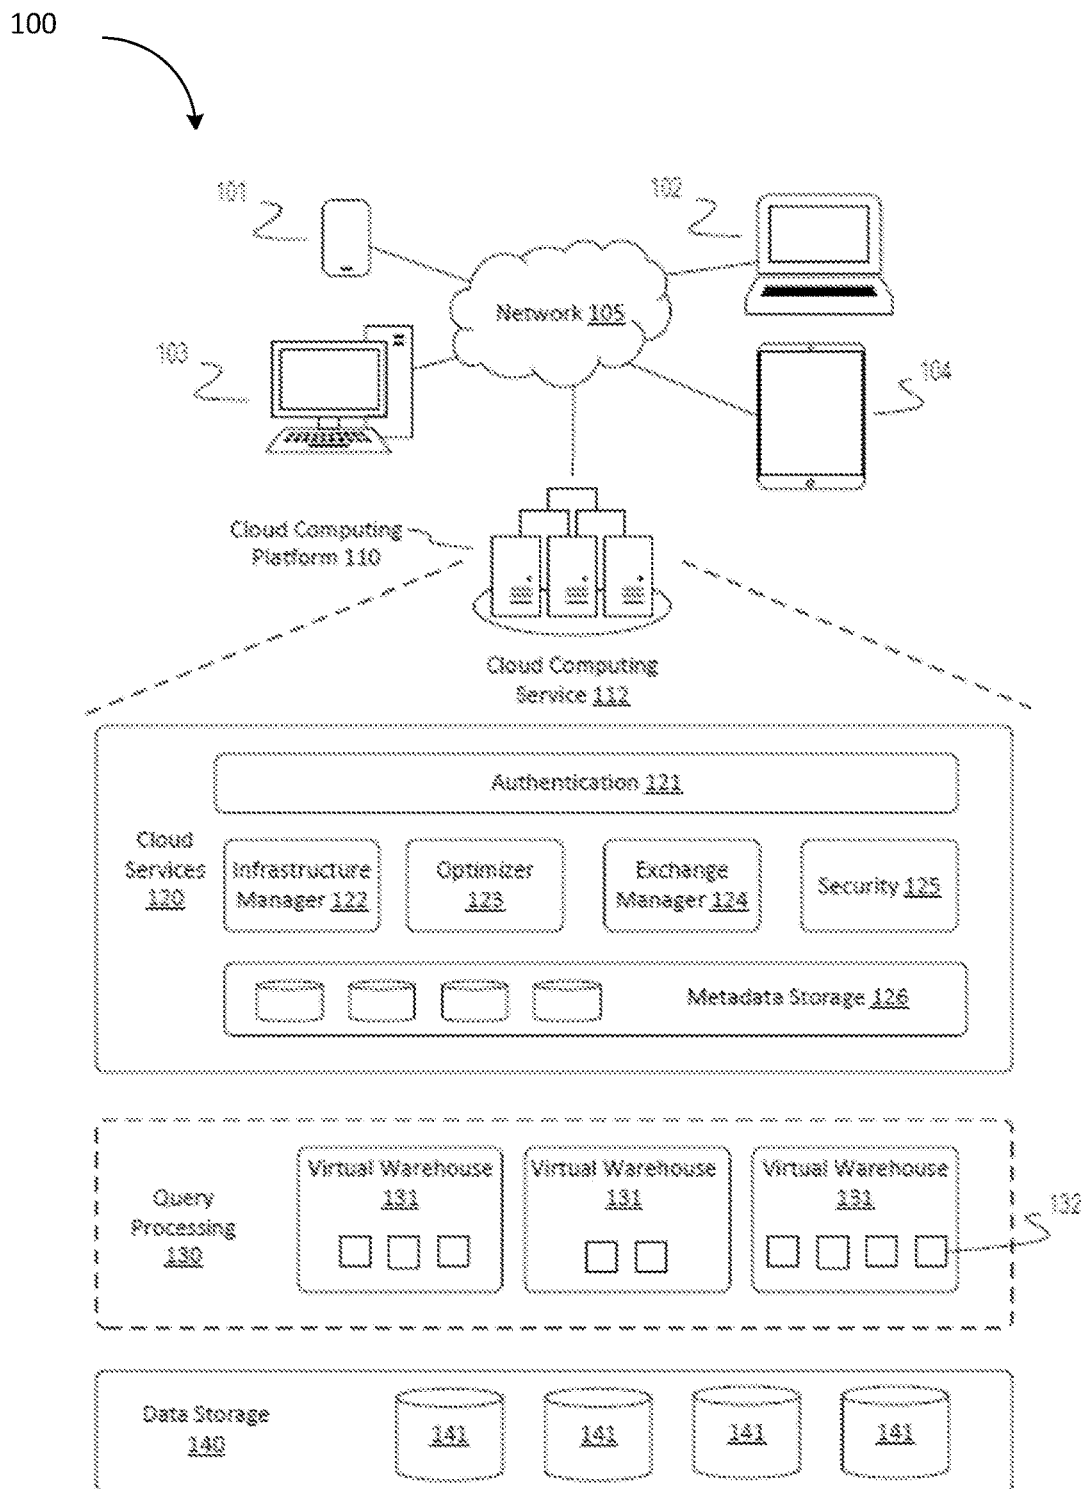 100
101
102
Network 105
103
104
Cloud Computing
Platform 110
Cloud Computing
Service 112
Authentication 121
Cloud
Services
120
Infrastructure
Manager 122
Optimizer
123
Exchange
Manager 124
Security 125
Metadata Storage 126
Query
Processing
130
Virtual Warehouse
131
Virtual Warehouse
131
Virtual Warehouse
131
132
Data Storage
140
141
141
141
141